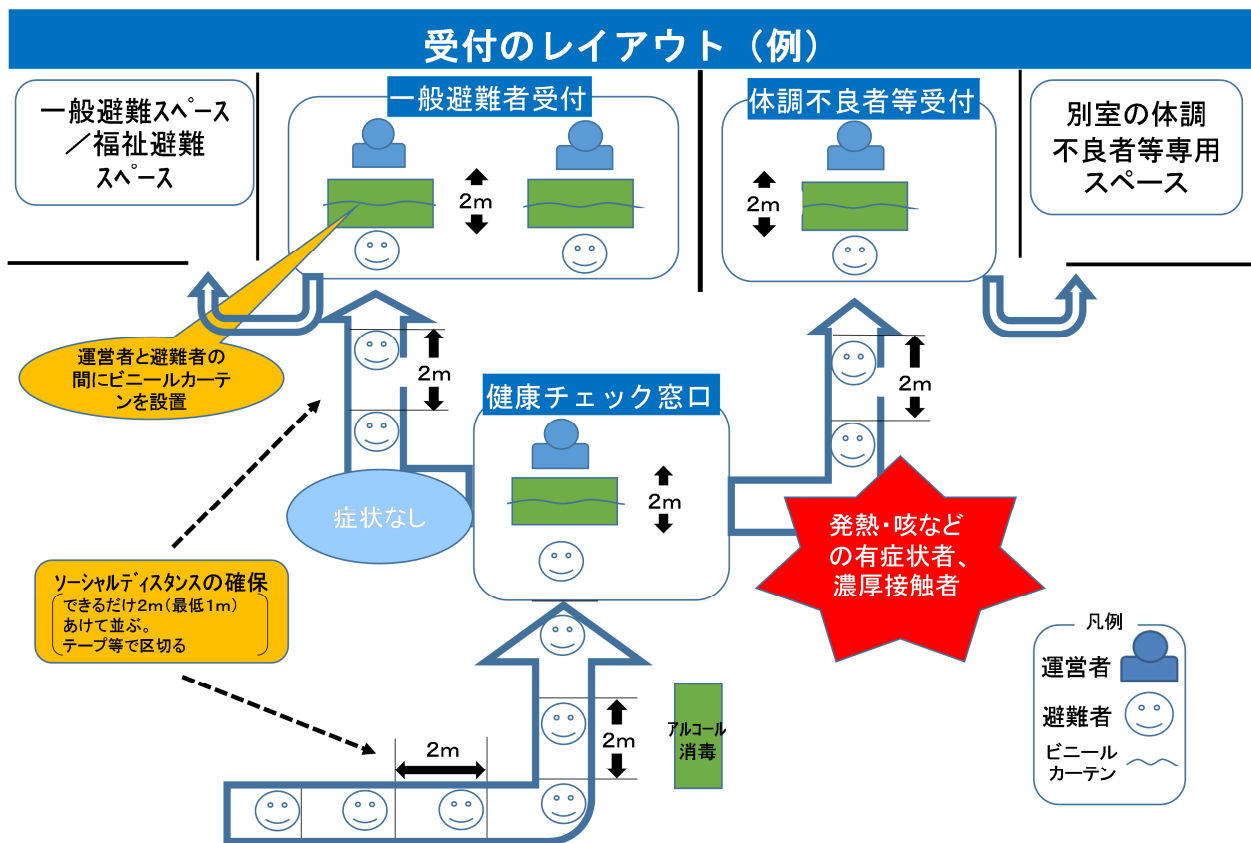 受付のレイアウト（例）
一般避難スペース
／福祉避難
スペース
一般避難者受付
2m
体調不良者等受付
2m
別室の体調
不良者等専用
スペース
運営者と避難者の
間にビニールカーテ
ンを設置
2m
2m
健康チェック窓口
2m
症状なし
発熱・咳など
の有症状者、
濃厚接触者
ソーシャルディスタンスの確保
できるだけ2m（最低1m）
あけて並ぶ。
テープ等で区切る
2m
2m
アルコール
消毒
凡例
運営者
避難者
ビニール
カーテン